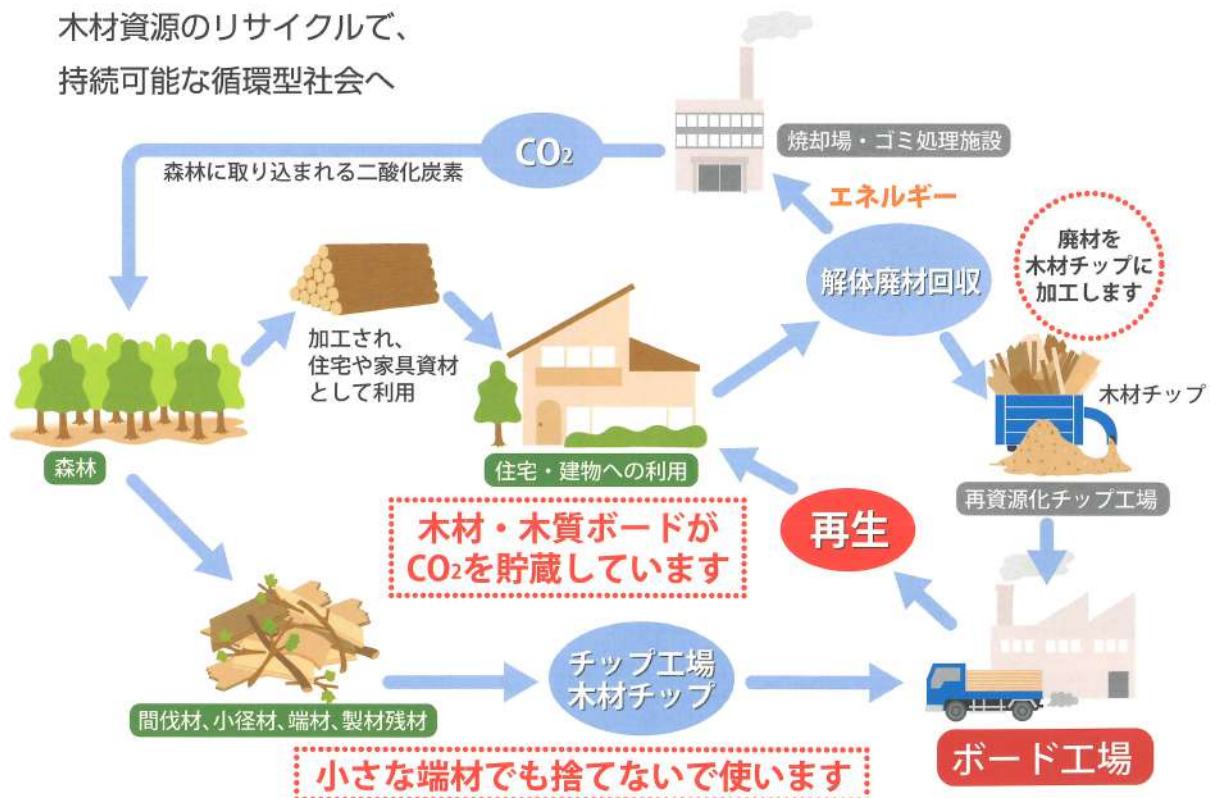 木材資源のリサイクルで、
持続可能な循環型社会へ
CO₂
焼却場・ゴミ処理施設
森林に取り込まれる二酸化炭素
エネルギー
解体廃材回収
廃材を
木材チップに
加工します
加工され、
住宅や家具資材
として利用
木材チップ
森林
住宅・建物への利用
再資源化チップ工場
木材・木質ボードが
CO₂を貯蔵しています
再生
チップ工場
木材チップ
間伐材、小径材、端材、製材残材
ボード工場
小さな端材でも捨てないで使います